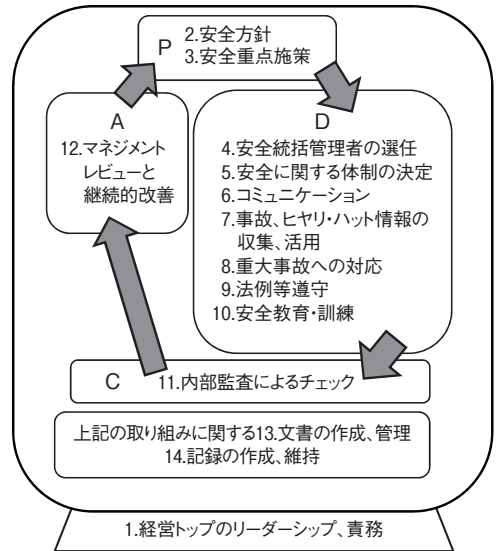 P
2.安全方針
3.安全重点施策
A
12.マネジメント
レビューと
継続的改善
D
4.安全統括管理者の選任
5.安全に関する体制の決定
6.コミュニケーション
7.事故、ヒヤリ・ハット情報の
収集、活用
8.重大事故への対応
9.法例等遵守
10.安全教育・訓練
C 11.内部監査によるチェック
上記の取り組みに関する13.文書の作成、管理
14.記録の作成、維持
1.経営トップのリーダーシップ、責務